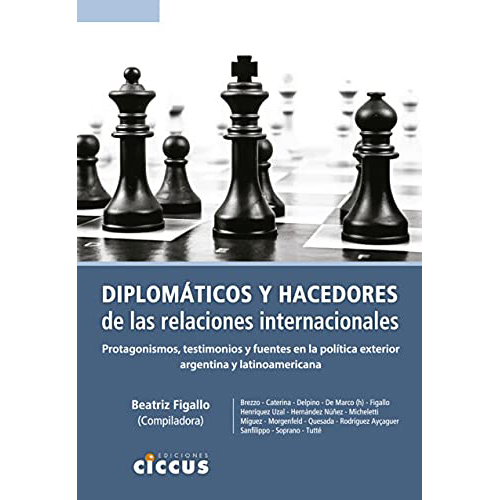 DIPLOMÁTICOS Y HACEDORES
de las relaciones internacionales
Protagonismos, testimonios y fuentes en la política exterior
argentina y latinoamericana
Beatriz Figallo
(Compiladora)
Brezzo - Caterina - Delpino - De Marco (h) - Figallo
Henríquez Uzal - Hernández Núñez - Micheletti
Míguez - Morgenfeld - Quesada - Rodríguez Ayçaguer
Sanfilippo - Soprano - Tutté
EDICIONES
CICCUS